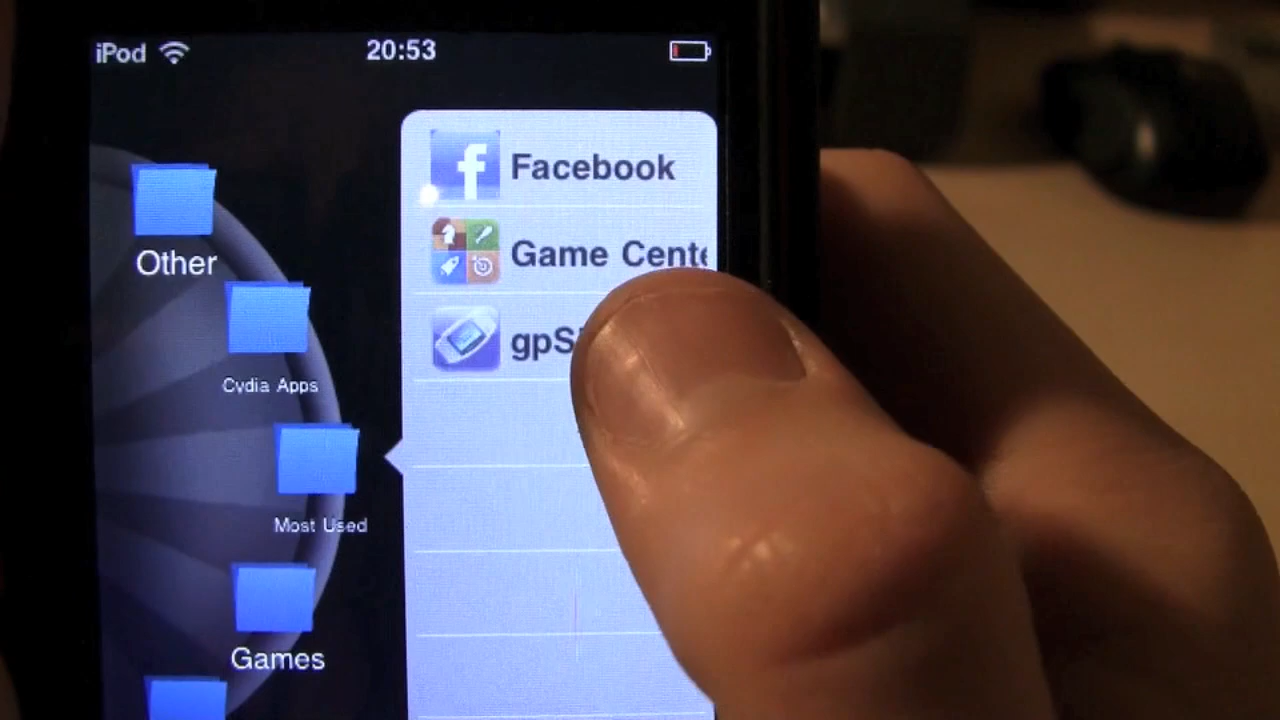 iPod 20:53
Facebook
Game Cente
gpS
Other
Cydia Apps
Most Used
Games